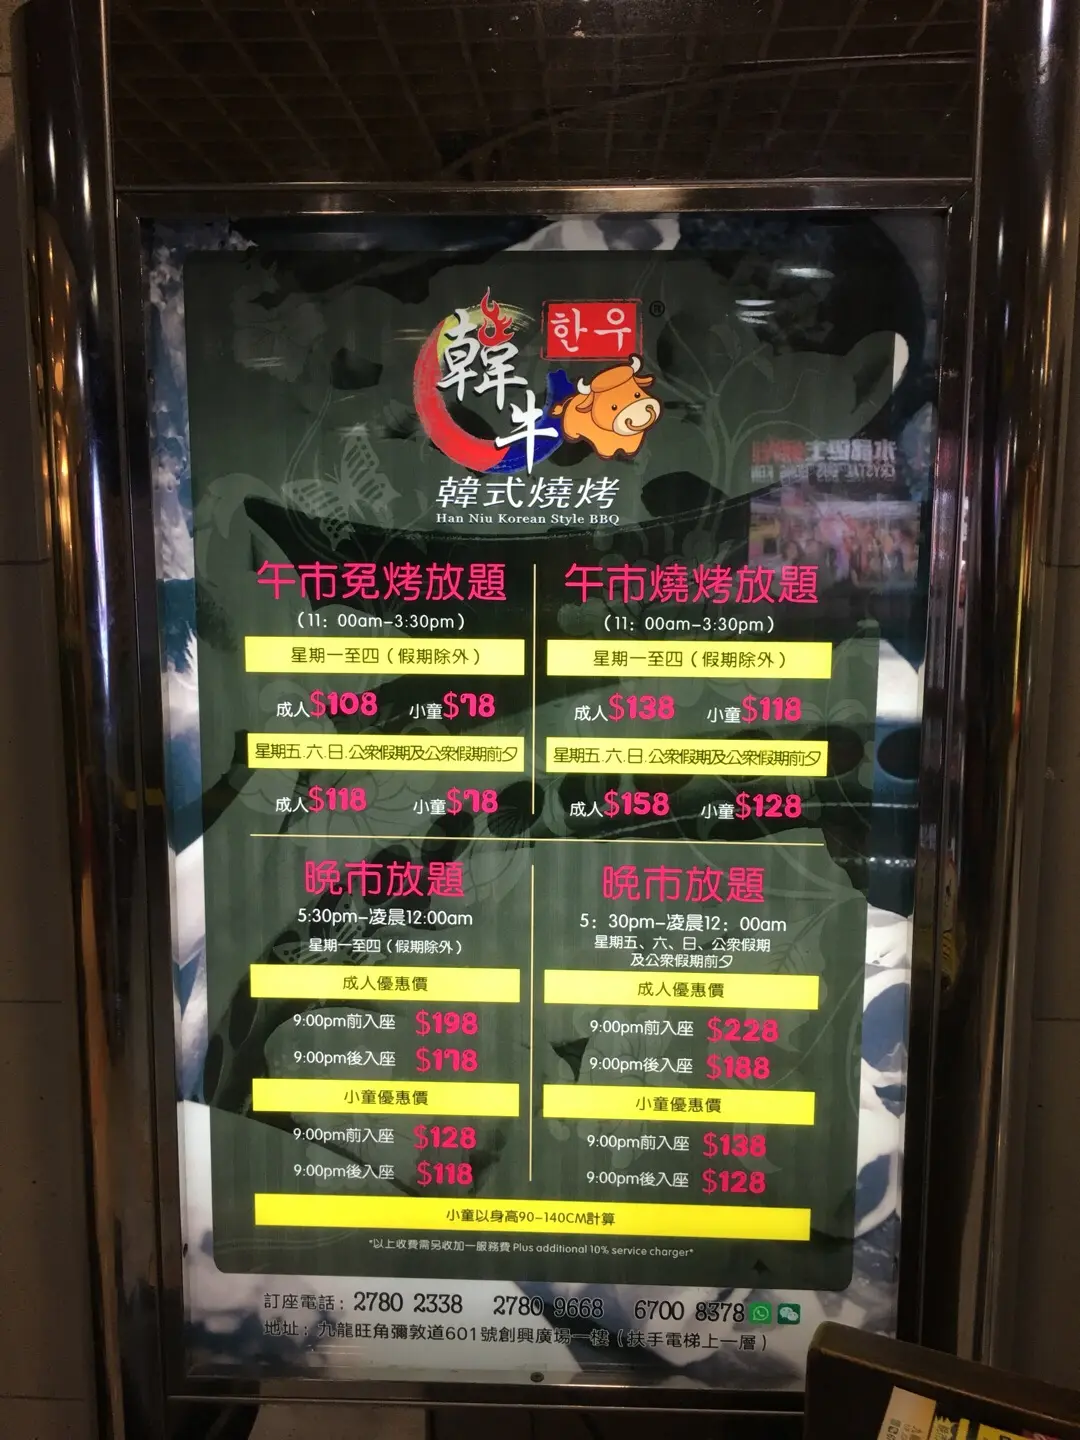 韓牛
한우
韓式燒烤
Han Niu Korean Style BBQ
午市免烤放題
(11: 00am-3:30pm)
星期一至四 (假期除外)
成人$108 小童$78
星期五.六.日.公眾假期及公眾假期前夕
成人$118 小童$78
午市燒烤放題
(11: 00am-3:30pm)
星期一至四 (假期除外)
成人$138 小童$118
星期五.六.日.公眾假期及公眾假期前夕
成人$158 小童$128
晚市放題
5:30pm-凌晨12:00am
星期一至四 (假期除外)
成人優惠價
9:00pm前入座 $198
9:00pm後入座 $178
小童優惠價
9:00pm前入座 $128
9:00pm後入座 $118
晚市放題
5: 30pm-凌晨12: 00am
星期五、六、日、公眾假期
及公眾假期前夕
成人優惠價
9:00pm前入座 $228
9:00pm後入座 $188
小童優惠價
9:00pm前入座 $138
9:00pm後入座 $128
小童以身高90-140CM計算
*以上收費需另收加一服務費 Plus additional 10% service charger*
訂座電話: 2780 2338 2780 9668 6700 8378
地址: 九龍旺角彌敦道601號創興廣場一樓 (扶手電梯上一層)